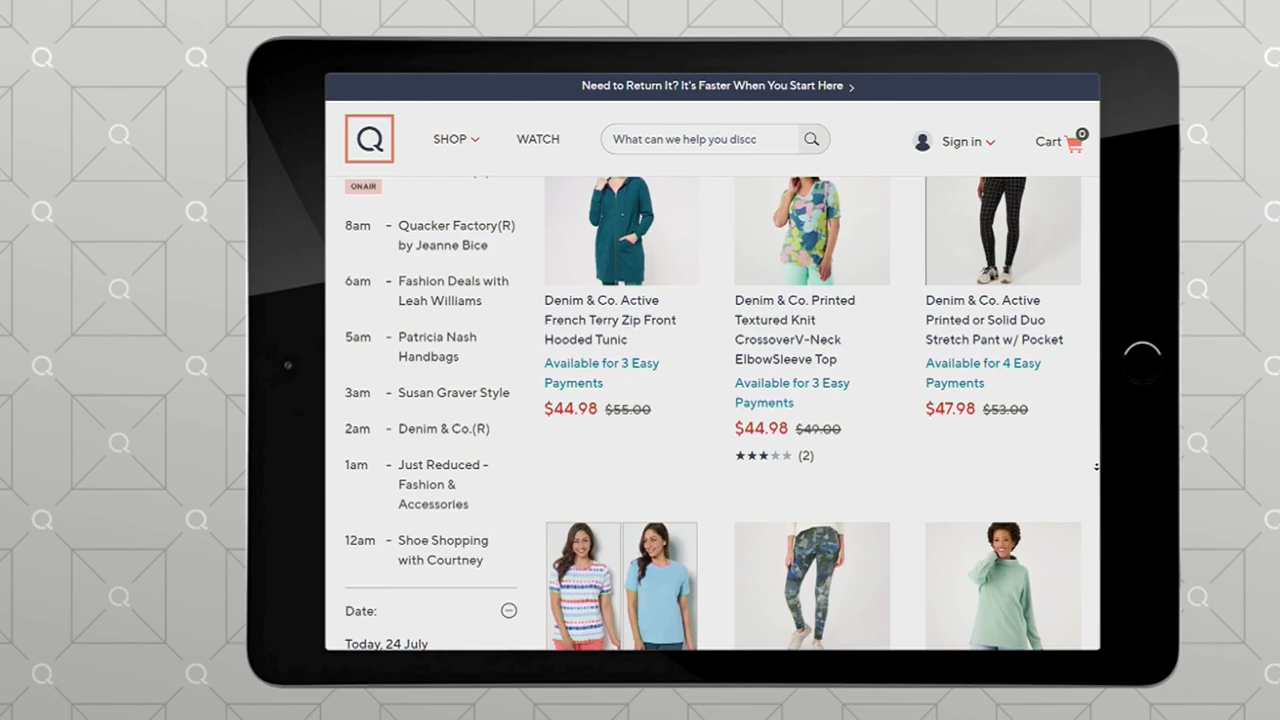 Need to Return It? It's Faster When You Start Here
Q
SHOP
WATCH
What can we help you discc
Sign in
Cart
0
ON AIR
8am - Quacker Factory(R)
by Jeanne Bice
6am - Fashion Deals with
Leah Williams
5am - Patricia Nash
Handbags
3am - Susan Graver Style
2am - Denim & Co.(R)
1am - Just Reduced -
Fashion &
Accessories
12am - Shoe Shopping
with Courtney
Date:
Today, 24 July
Denim & Co. Active
French Terry Zip Front
Hooded Tunic
Available for 3 Easy
Payments
$44.98 $55.00
Denim & Co. Printed
Textured Knit
CrossoverV-Neck
ElbowSleeve Top
Available for 3 Easy
Payments
$44.98 $49.00
(2)
Denim & Co. Active
Printed or Solid Duo
Stretch Pant w/ Pocket
Available for 4 Easy
Payments
$47.98 $53.00